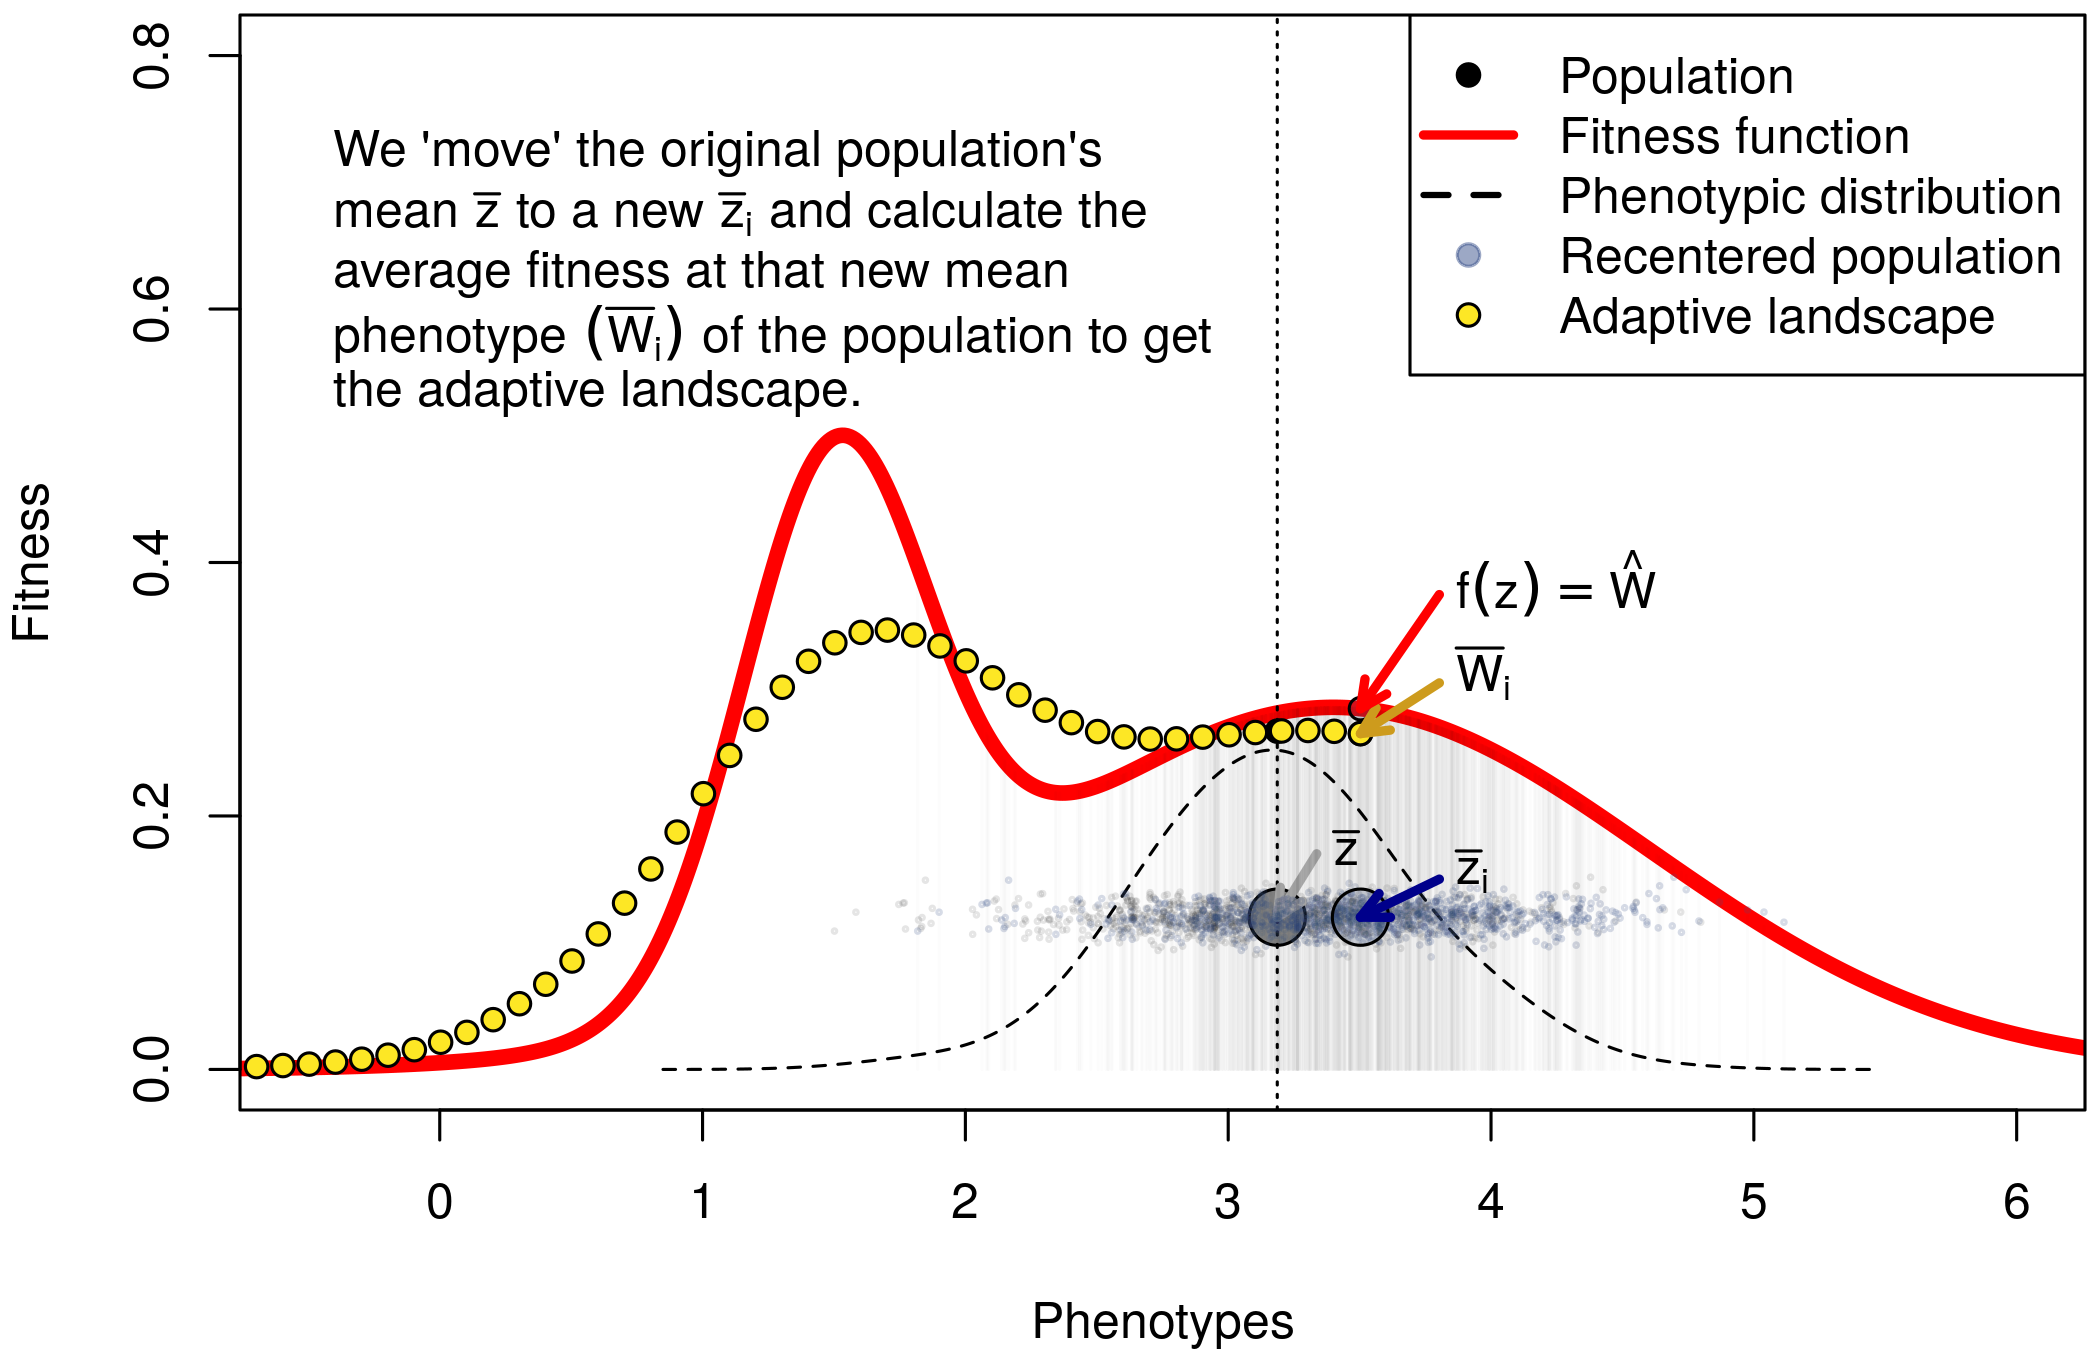 We 'move' the original population's
mean z̅ to a new z̅ᵢ and calculate the
average fitness at that new mean
phenotype (W̅ᵢ) of the population to get
the adaptive landscape.
Population
Fitness function
Phenotypic distribution
Recentered population
Adaptive landscape
f(z) = Ŵ
W̅ᵢ
z̅
z̅ᵢ
Fitness
0.8
0.6
0.4
0.2
0.0
0 1 2 3 4 5 6
Phenotypes